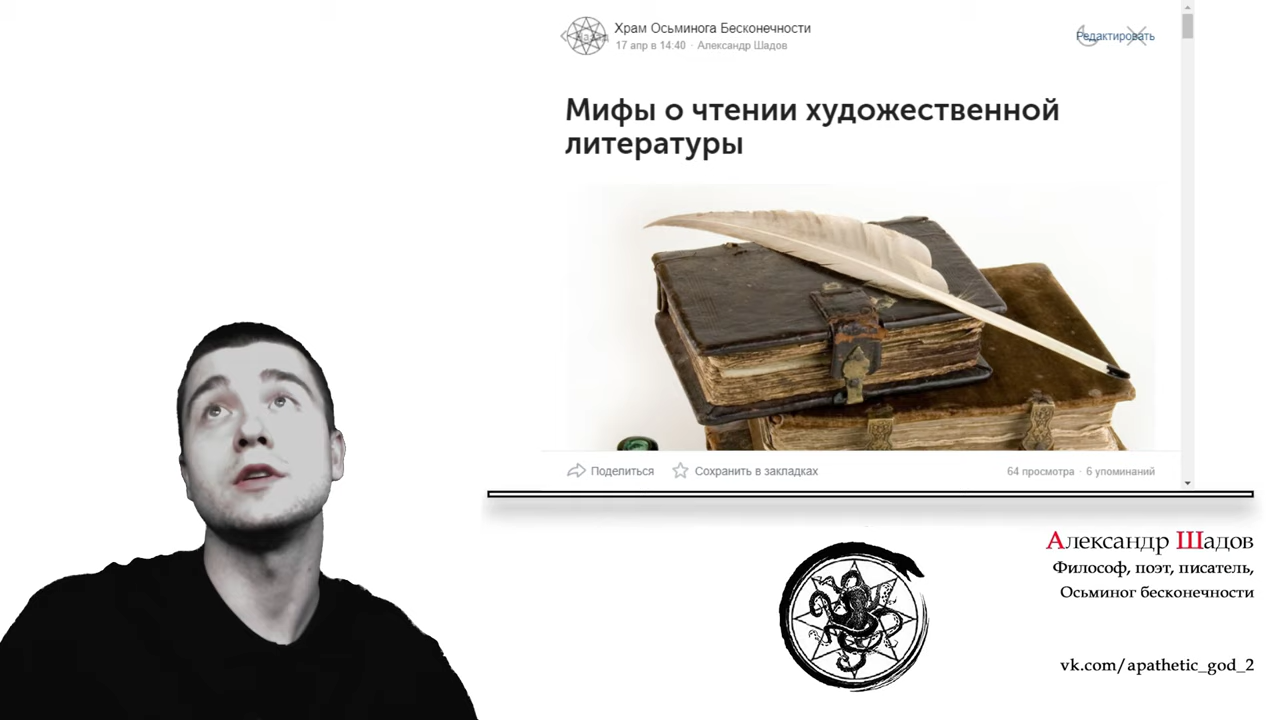 Храм Осьминога Бесконечности
17 апр в 14:40 · Александр Шадов
Редактировать
Мифы о чтении художественной
литературы
Поделиться
Сохранить в закладках
64 просмотра · 6 упоминаний
Александр Шадов
Философ, поэт, писатель,
Осьминог бесконечности
vk.com/apathetic_god_2